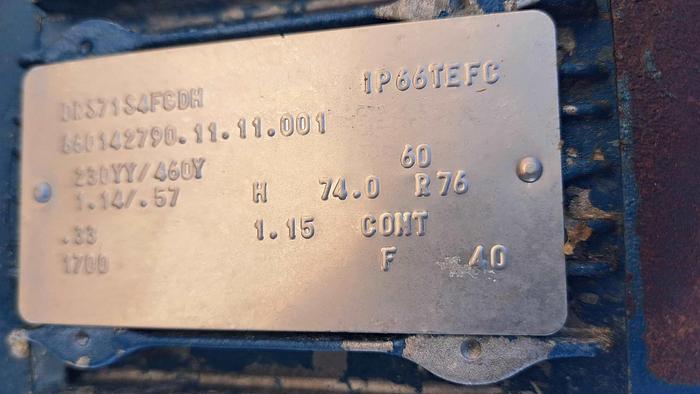 DRS71S4FCDH IP66TEFC
860142790.11.11.001
230YY/460Y 60
1.14/.57 H 74.0 R76
.33 1.15 CONT
1700 F 40